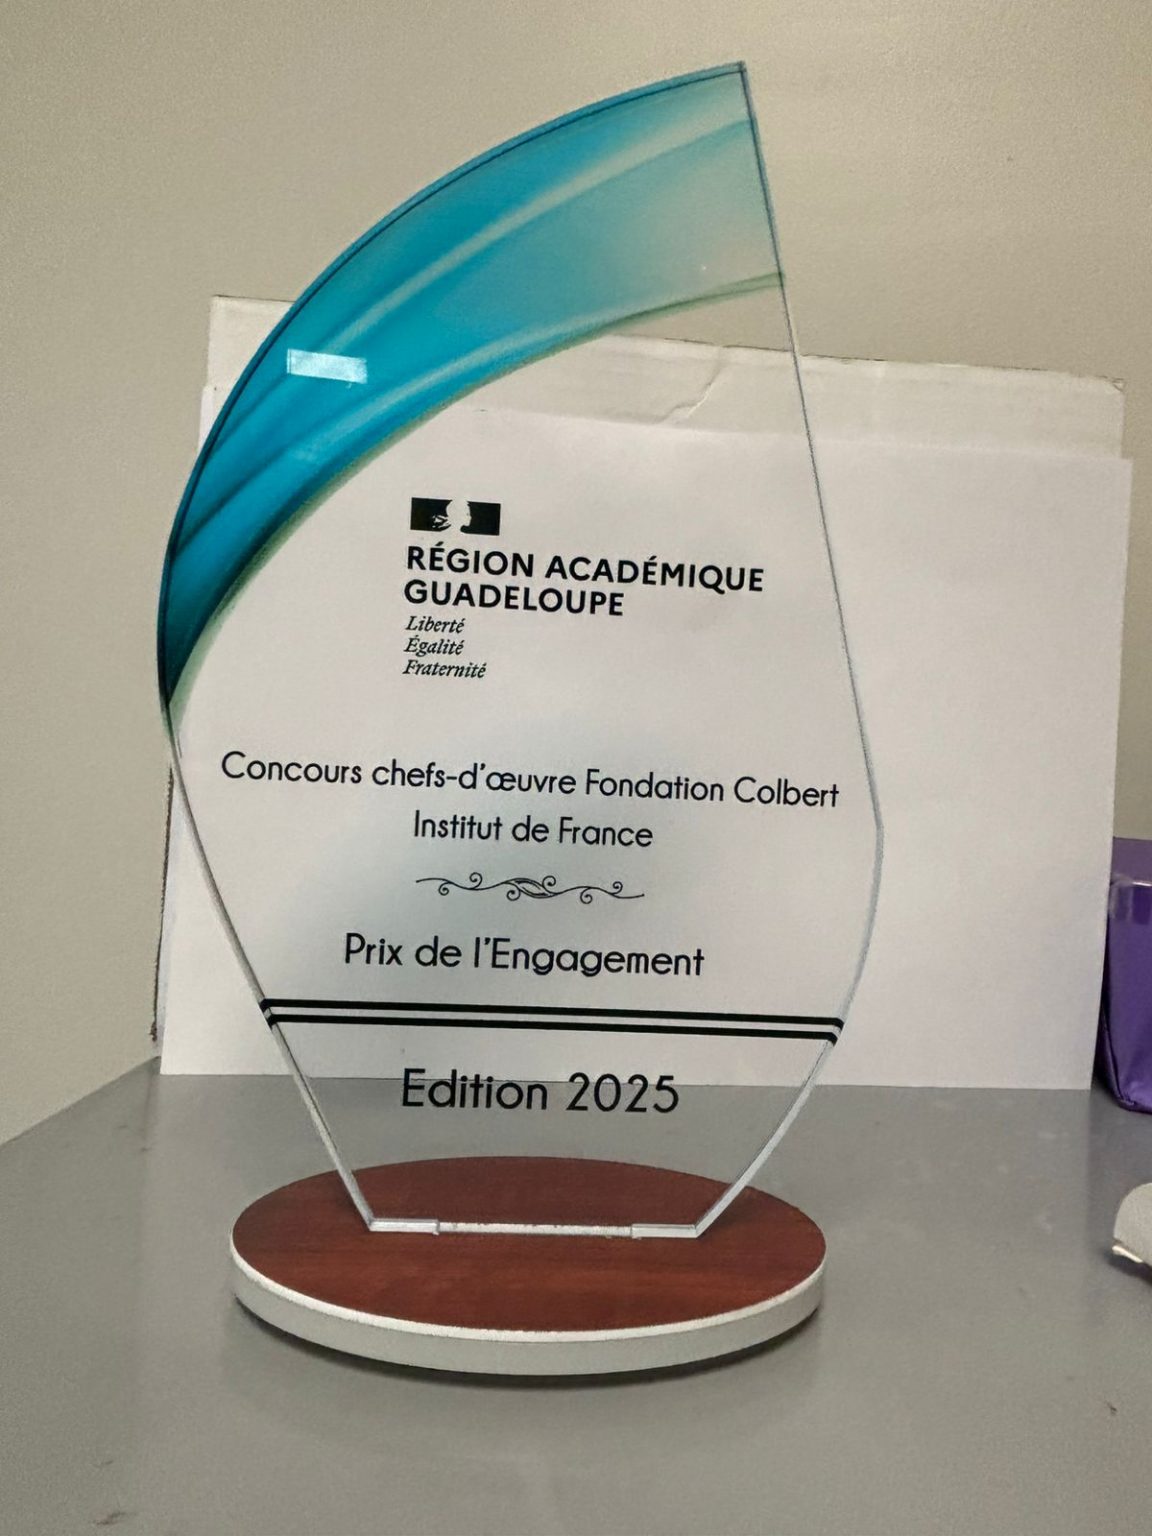 RÉGION ACADÉMIQUE
GUADELOUPE
Liberté
Égalité
Fraternité
Concours chefs-d'œuvre Fondation Colbert
Institut de France
Prix de l'Engagement
Edition 2025